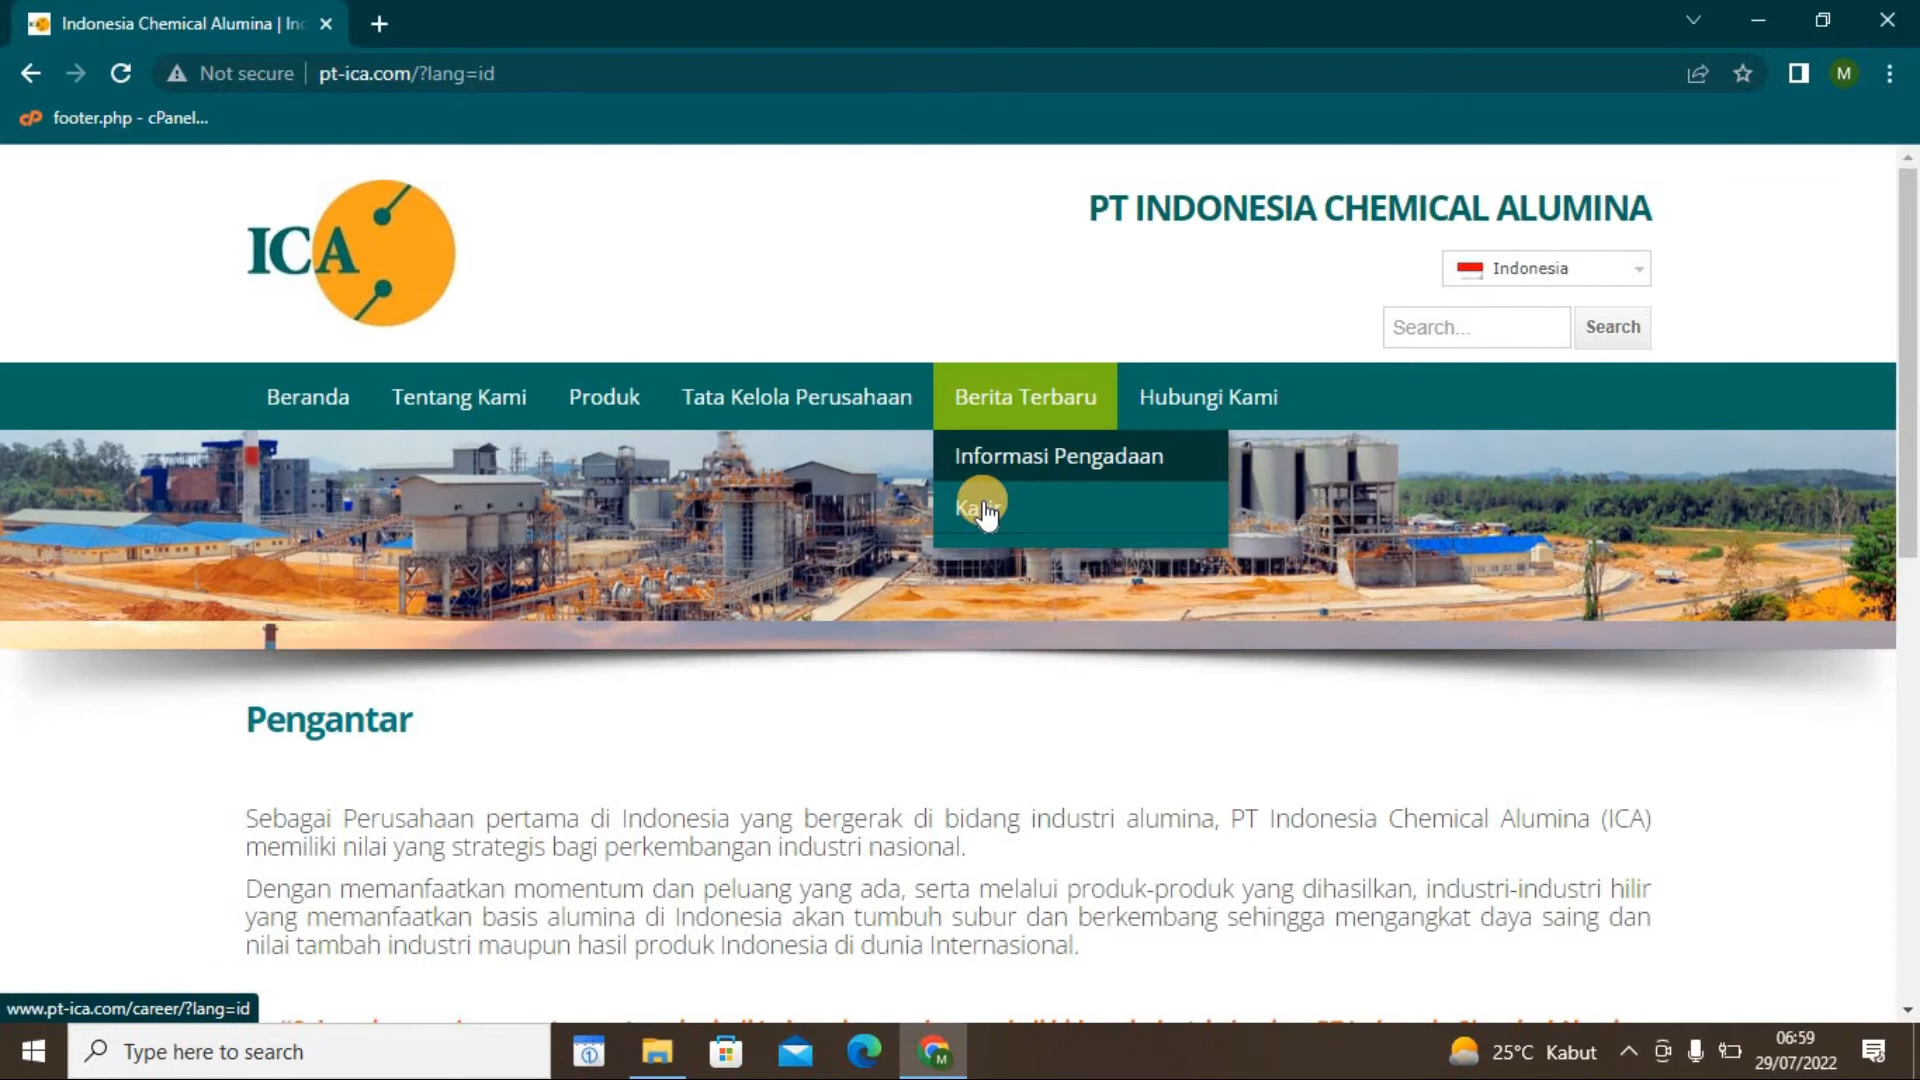 Indonesia Chemical Alumina | Inc
Not secure
pt-ica.com/?lang=id
M
cP
footer.php - cPanel...
ICA
PT INDONESIA CHEMICAL ALUMINA
Indonesia
Search...
Search
Beranda
Tentang Kami
Produk
Tata Kelola Perusahaan
Berita Terbaru
Hubungi Kami
Informasi Pengadaan
Pengantar
Sebagai Perusahaan pertama di Indonesia yang bergerak di bidang industri alumina, PT Indonesia Chemical Alumina (ICA)
memiliki nilai yang strategis bagi perkembangan industri nasional.
Dengan memanfaatkan momentum dan peluang yang ada, serta melalui produk-produk yang dihasilkan, industri-industri hilir
yang memanfaatkan basis alumina di Indonesia akan tumbuh subur dan berkembang sehingga mengangkat daya saing dan
nilai tambah industri maupun hasil produk Indonesia di dunia Internasional.
www.pt-ica.com/career/?lang=id
Type here to search
M
25°C Kabut
06:59
29/07/2022